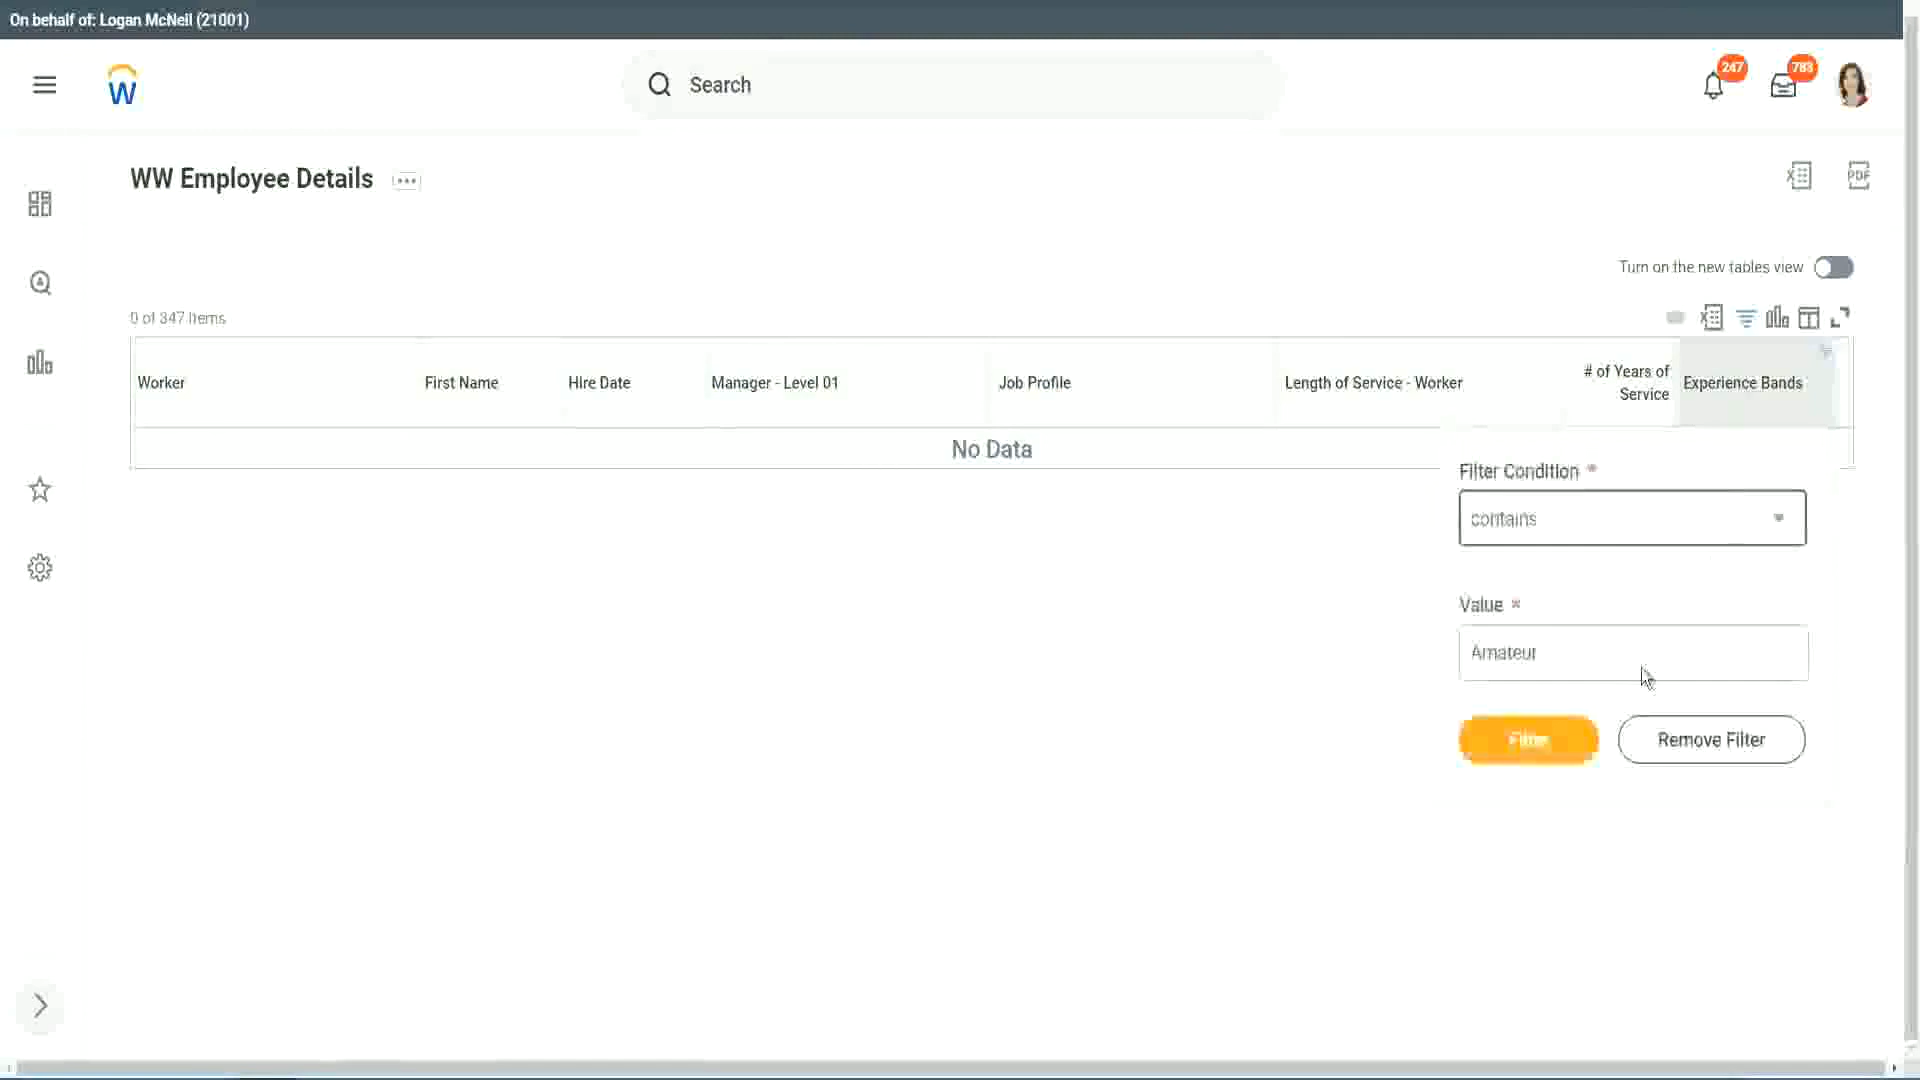 On behalf of: Logan McNeil (21001)
W
Search
247
783
WW Employee Details
X
PDF
Turn on the new tables view
0 of 347 items
X
Worker
First Name
Hire Date
Manager - Level 01
Job Profile
Length of Service - Worker
# of Years of
Service
Experience Bands
No Data
Filter Condition *
contains
Value *
Amateur
Filter
Remove Filter